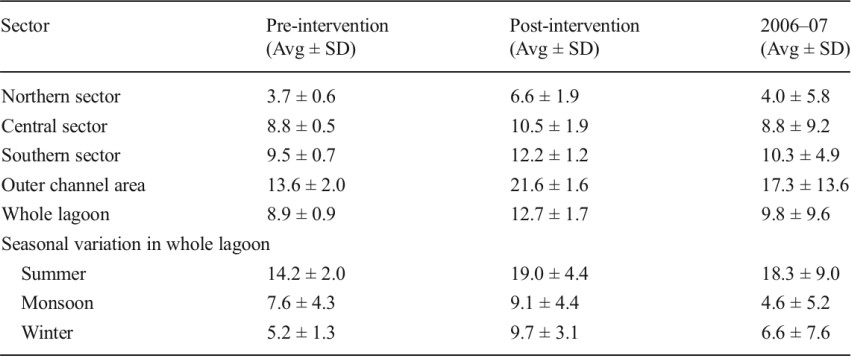 Sector Pre-intervention Post-intervention 2006–07
(Avg ± SD) (Avg ± SD) (Avg ± SD)
Northern sector 3.7 ± 0.6 6.6 ± 1.9 4.0 ± 5.8
Central sector 8.8 ± 0.5 10.5 ± 1.9 8.8 ± 9.2
Southern sector 9.5 ± 0.7 12.2 ± 1.2 10.3 ± 4.9
Outer channel area 13.6 ± 2.0 21.6 ± 1.6 17.3 ± 13.6
Whole lagoon 8.9 ± 0.9 12.7 ± 1.7 9.8 ± 9.6
Seasonal variation in whole lagoon
Summer 14.2 ± 2.0 19.0 ± 4.4 18.3 ± 9.0
Monsoon 7.6 ± 4.3 9.1 ± 4.4 4.6 ± 5.2
Winter 5.2 ± 1.3 9.7 ± 3.1 6.6 ± 7.6